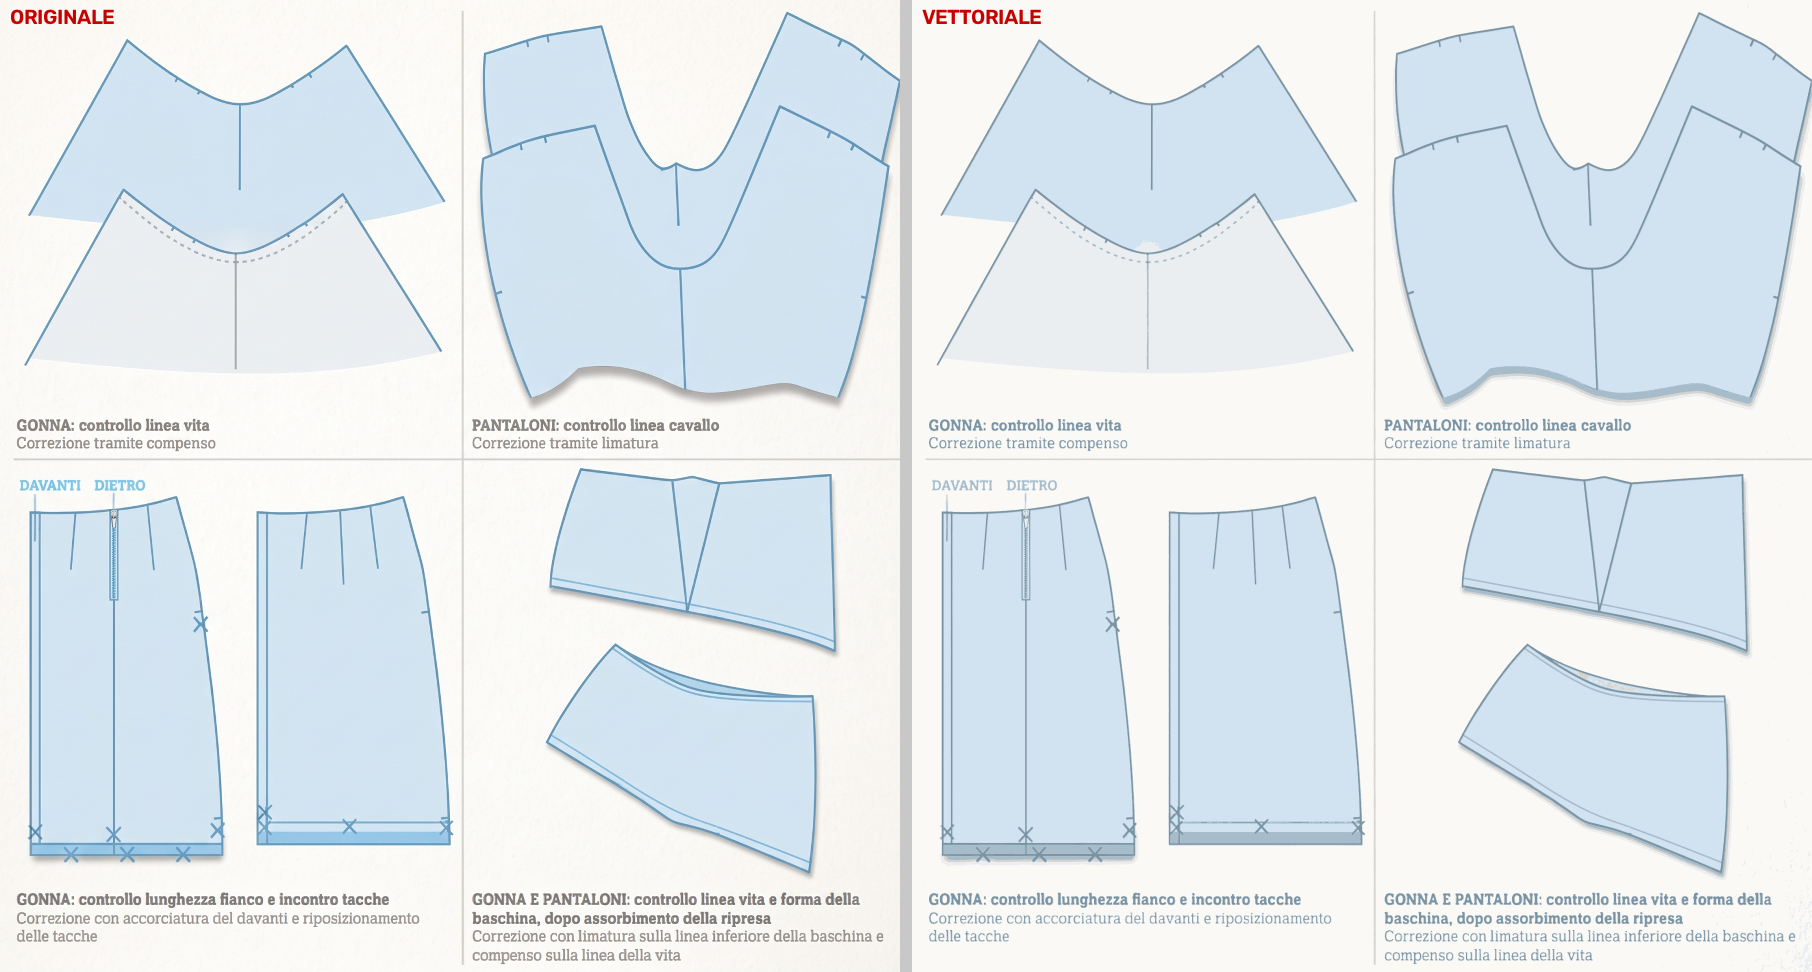 ORIGINALE
GONNA: controllo linea vita
Correzione tramite compenso
PANTALONI: controllo linea cavallo
Correzione tramite limatura
DAVANTI DIETRO
GONNA: controllo lunghezza fianco e incontro tacche
Correzione con accorciatura del davanti e riposizionamento
delle tacche
GONNA E PANTALONI: controllo linea vita e forma della
baschina, dopo assorbimento della ripresa
Correzione con limatura sulla linea inferiore della baschina e
compenso sulla linea della vita
VETTORIALE
GONNA: controllo linea vita
Correzione tramite compenso
PANTALONI: controllo linea cavallo
Correzione tramite limatura
DAVANTI DIETRO
GONNA: controllo lunghezza fianco e incontro tacche
Correzione con accorciatura del davanti e riposizionamento
delle tacche
GONNA E PANTALONI: controllo linea vita e forma della
baschina, dopo assorbimento della ripresa
Correzione con limatura sulla linea inferiore della baschina e
compenso sulla linea della vita